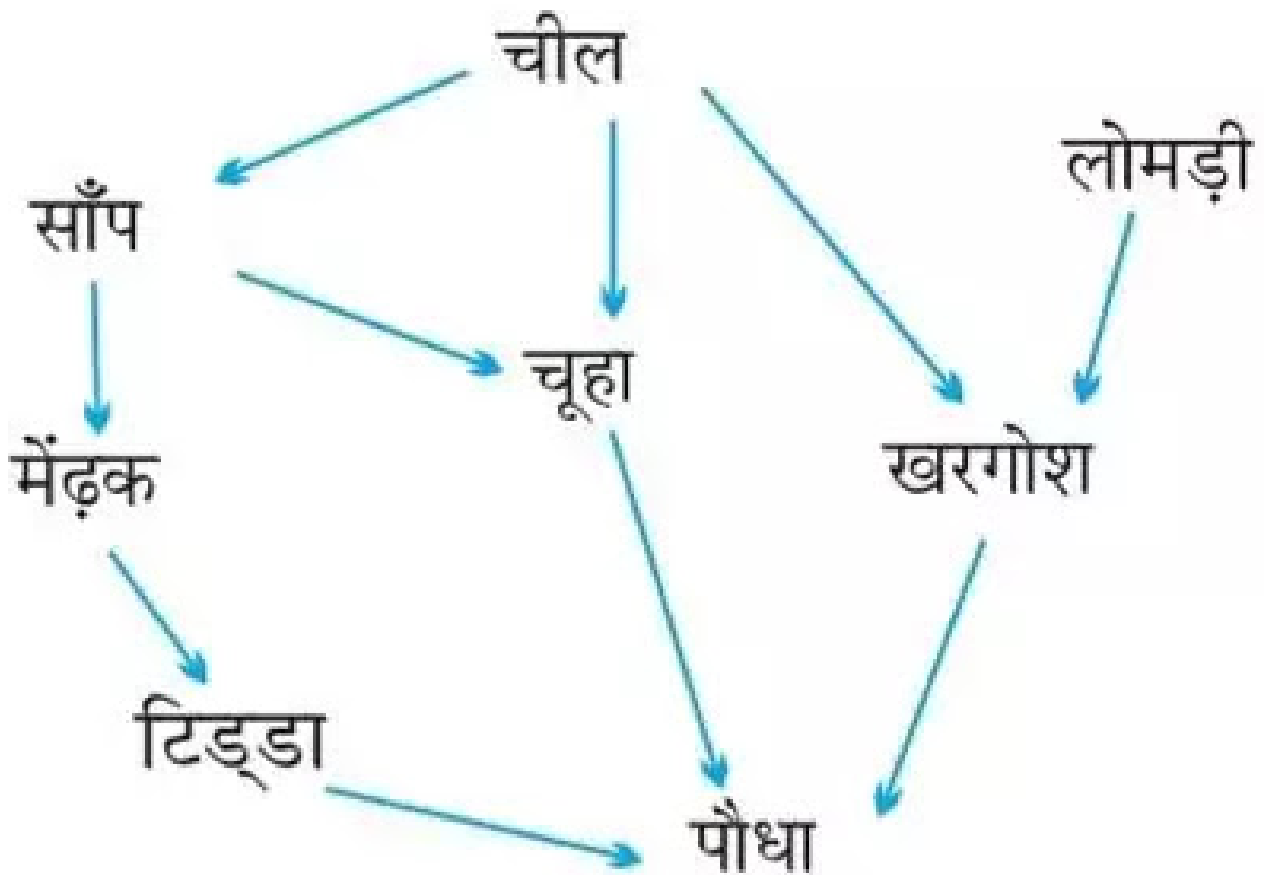 चील
लोमड़ी
साँप
चूहा
खरगोश
मेंढ़क
टिड्‌डा
पौधा